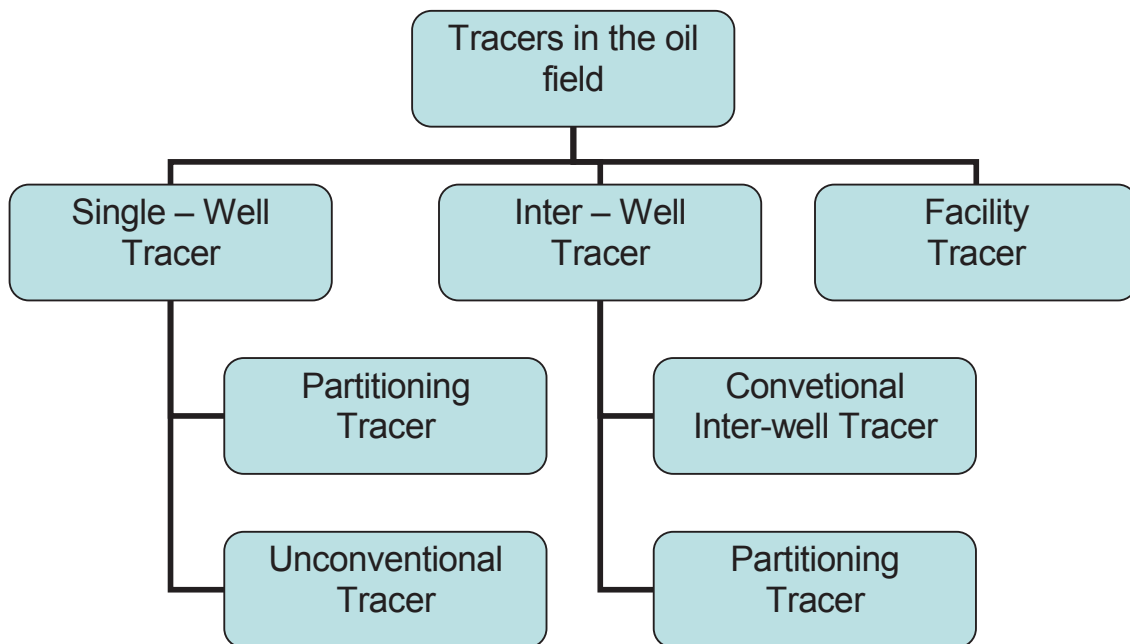 Tracers in the oil
field
Single – Well
Tracer
Inter – Well
Tracer
Facility
Tracer
Partitioning
Tracer
Convetional
Inter-well Tracer
Unconventional
Tracer
Partitioning
Tracer